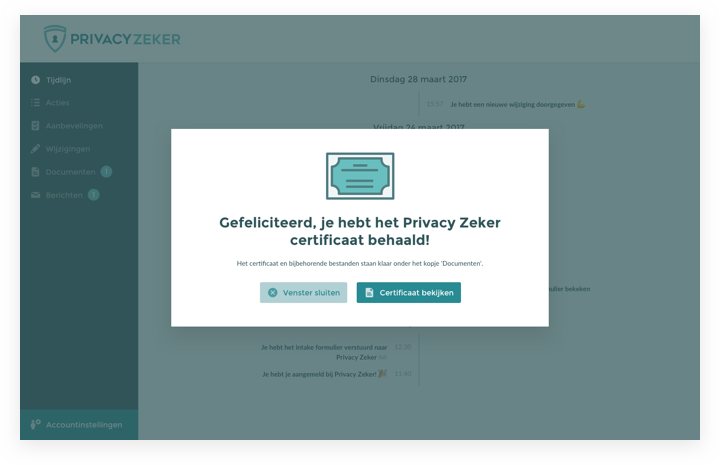 PRIVACY ZEKER
Tijdlijn
Acties
Aanbevelingen
Wijzigingen
Documenten 1
Berichten 1
Accountinstellingen
Dinsdag 28 maart 2017
15:57 Je hebt een nieuwe wijziging doorgegeven 💪
Vrijdag 24 maart 2017
Gefeliciteerd, je hebt het Privacy Zeker
certificaat behaald!
Het certificaat en bijbehorende bestanden staan klaar onder het kopje 'Documenten'.
Venster sluiten
Certificaat bekijken
bekeken
Je hebt het intake formulier verstuurd naar 12:36
Privacy Zeker
Je hebt je aangemeld bij Privacy Zeker! 🎉 11:40